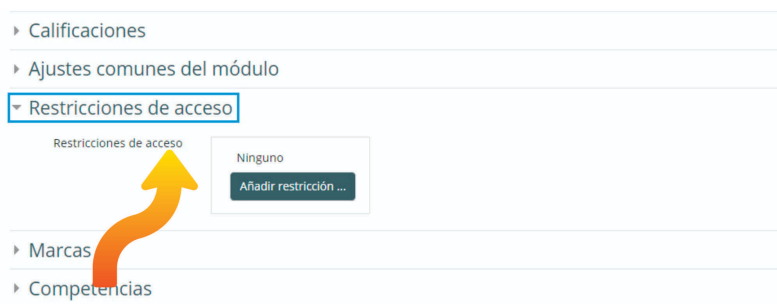 Calificaciones
Ajustes comunes del módulo
Restricciones de acceso
Restricciones de acceso
Ninguno
Añadir restricción ...
Marcas
Competencias